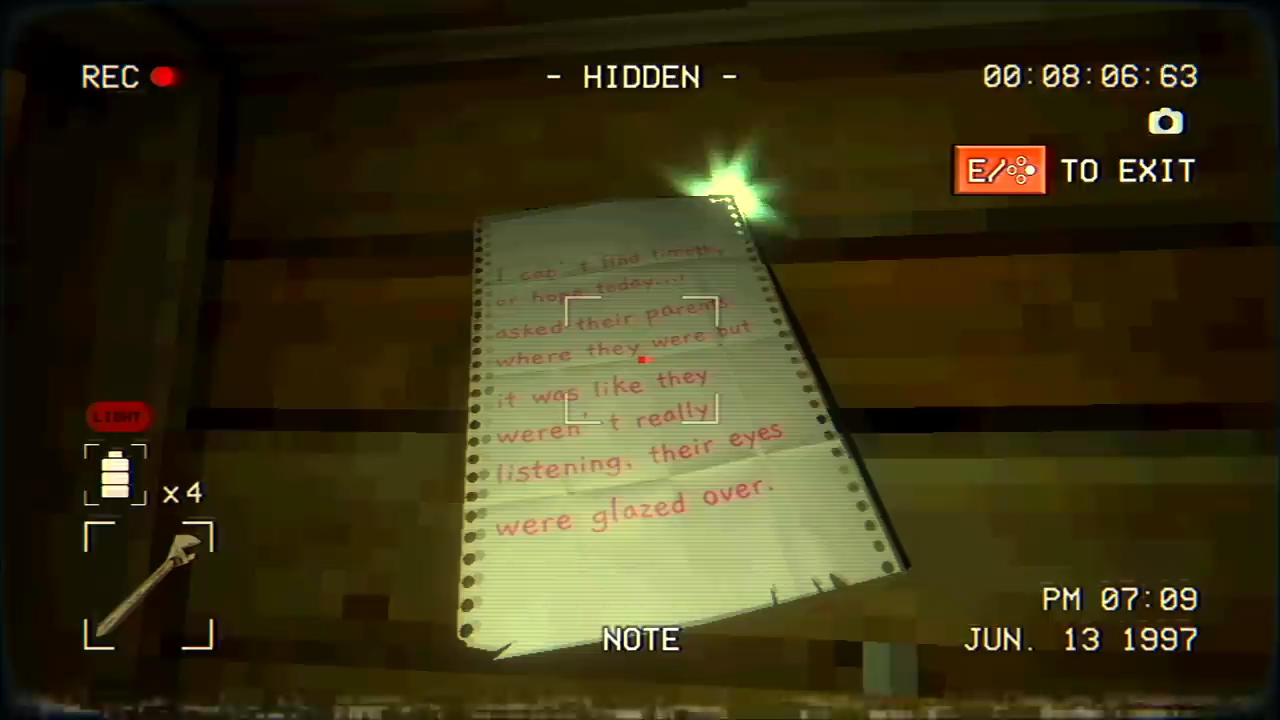 REC
- HIDDEN -
00:08:06:63
E/
TO EXIT
I can't find timothy
or hope today...i
asked their parents
where they were but
it was like they
weren't really
listening, their eyes
were glazed over.
LIGHT
x4
NOTE
PM 07:09
JUN. 13 1997